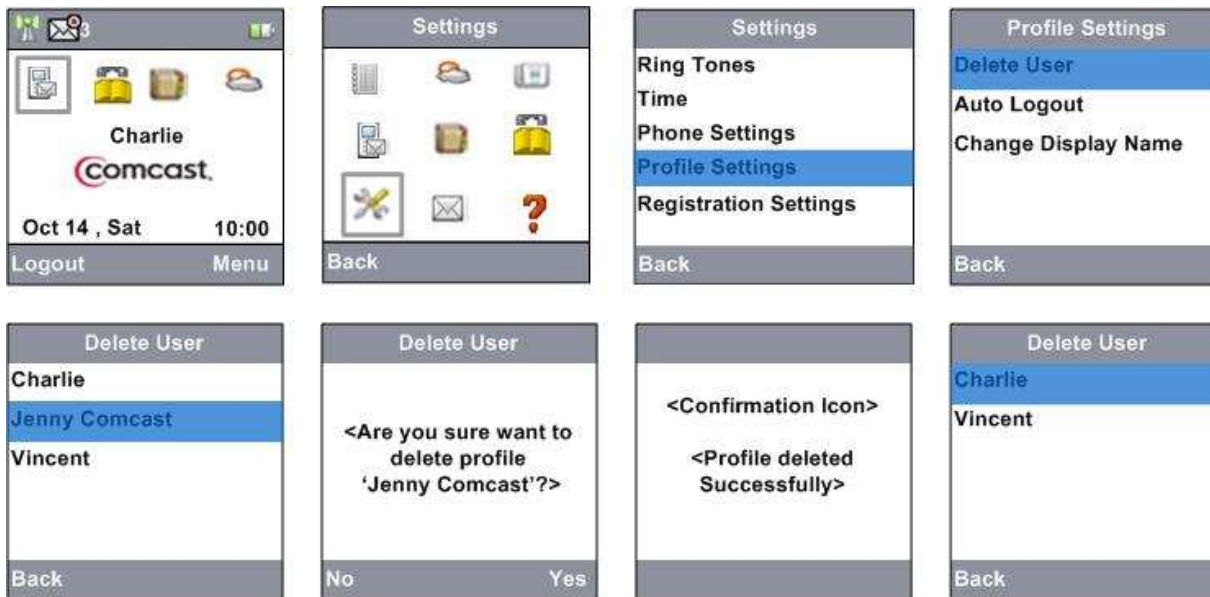 3
Charlie
Comcast.
Oct 14 , Sat 10:00
Logout Menu
Settings
Back
Settings
Ring Tones
Time
Phone Settings
Profile Settings
Registration Settings
Back
Profile Settings
Delete User
Auto Logout
Change Display Name
Back
Delete User
Charlie
Jenny Comcast
Vincent
Back
Delete User
<Are you sure want to
delete profile
‘Jenny Comcast’?>
No Yes
<Confirmation Icon>
<Profile deleted
Successfully>
Delete User
Charlie
Vincent
Back